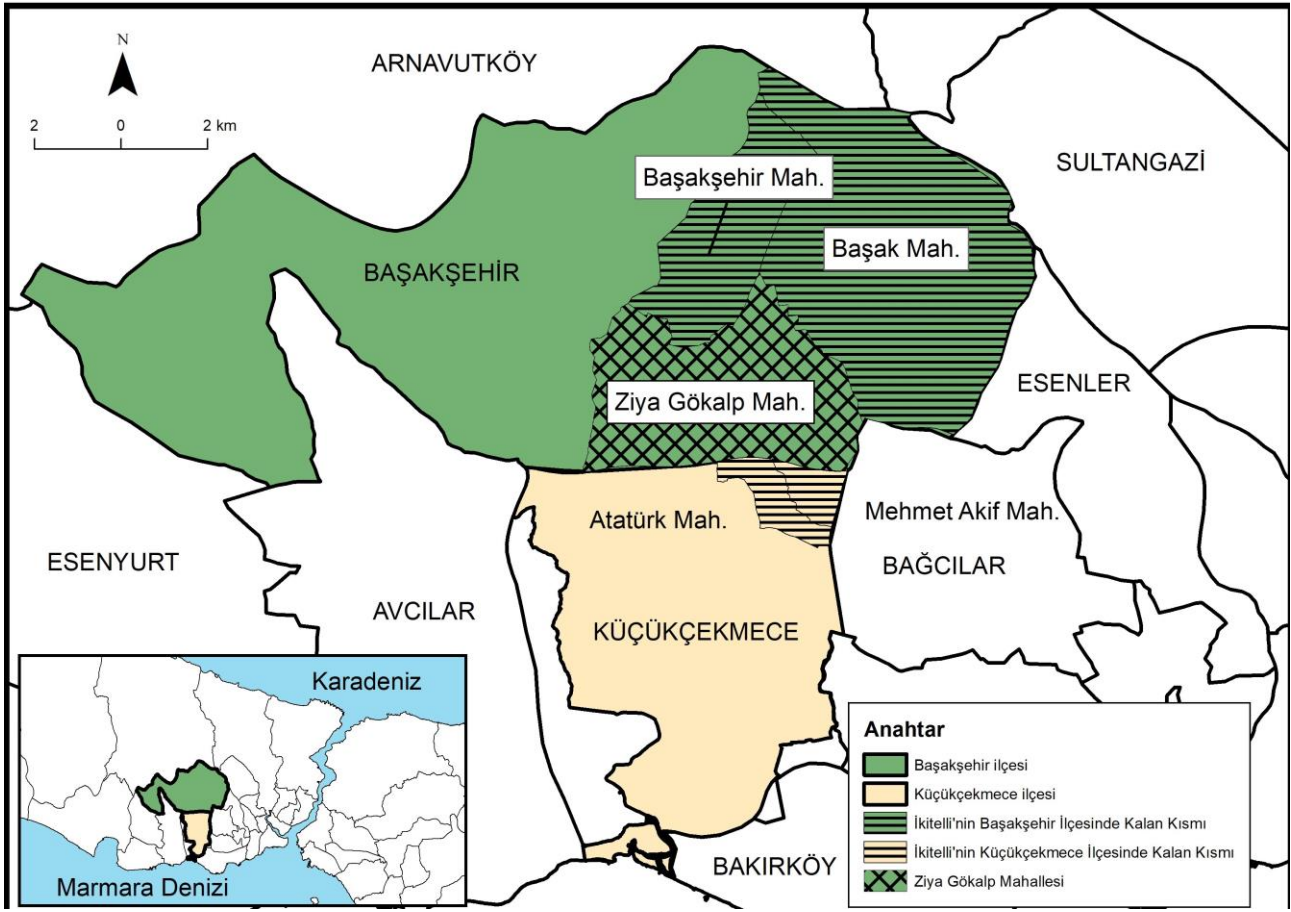 ARNAVUTKÖY
N
2 0 2 km
SULTANGAZİ
Başakşehir Mah.
Başak Mah.
BAŞAKŞEHİR
ESENLER
Ziya Gökalp Mah.
Atatürk Mah.
Mehmet Akif Mah.
ESENYURT
BAĞCILAR
AVCILAR
KÜÇÜKÇEKMECE
Karadeniz
Marmara Denizi
BAKIRKÖY
Anahtar
Başakşehir ilçesi
Küçükçekmece ilçesi
İkitelli'nin Başakşehir İlçesinde Kalan Kısmı
İkitelli'nin Küçükçekmece İlçesinde Kalan Kısmı
Ziya Gökalp Mahallesi